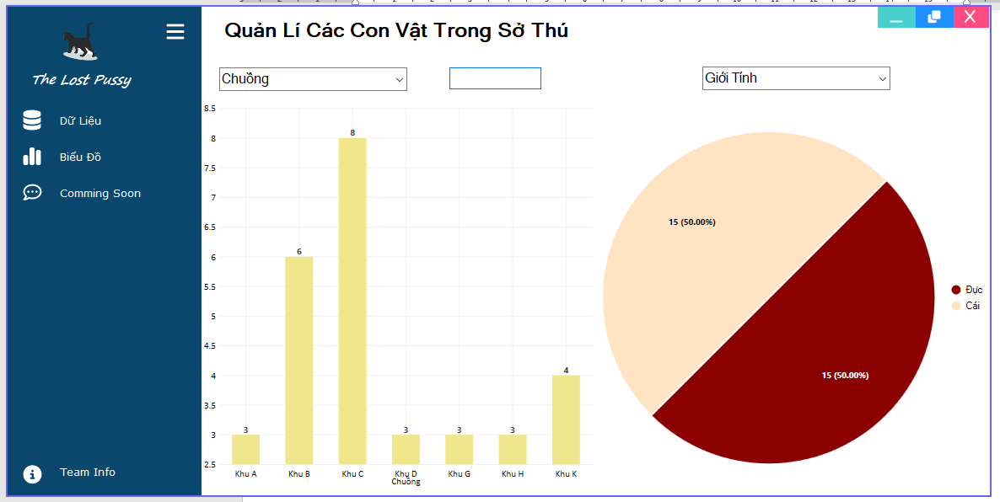 Quản Lí Các Con Vật Trong Sở Thú
The Lost Pussy
Dữ Liệu
Biểu Đồ
Comming Soon
Team Info
Chuồng
Giới Tính
8.5
8
7.5
7
6.5
6
5.5
5
4.5
4
3.5
3
2.5
3
6
8
3
3
3
4
Khu A
Khu B
Khu C
Khu D
Khu G
Khu H
Khu K
Chuồng
15 (50.00%)
15 (50.00%)
Đực
Cái